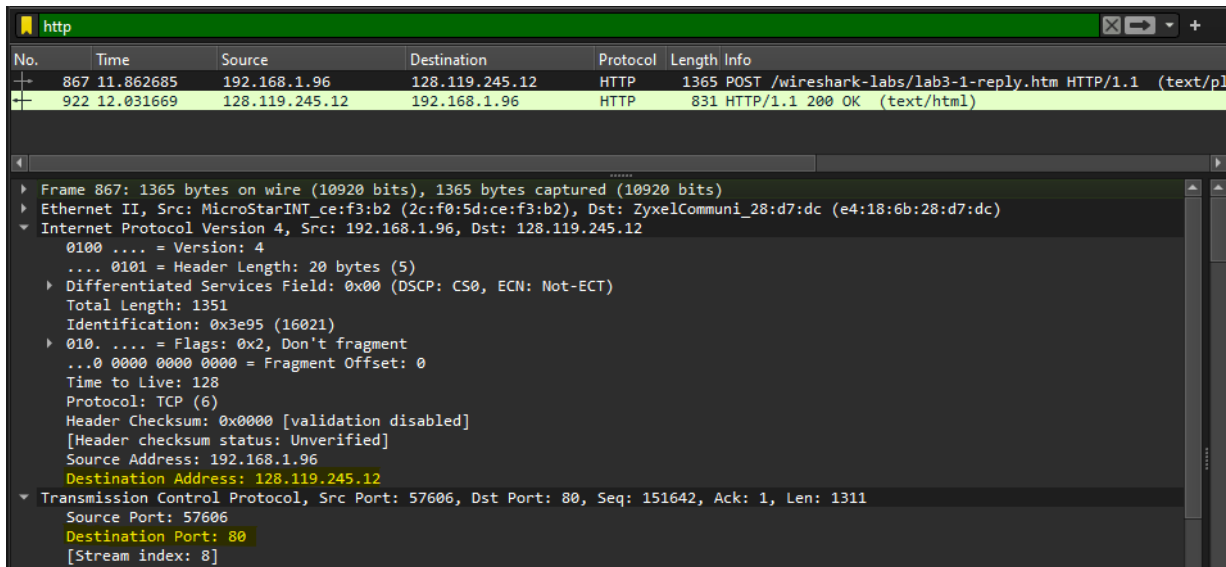 http
No. Time Source Destination Protocol Length Info
867 11.862685 192.168.1.96 128.119.245.12 HTTP 1365 POST /wireshark-labs/lab3-1-reply.htm HTTP/1.1 (text/pl
922 12.031669 128.119.245.12 192.168.1.96 HTTP 831 HTTP/1.1 200 OK (text/html)
Frame 867: 1365 bytes on wire (10920 bits), 1365 bytes captured (10920 bits)
Ethernet II, Src: MicroStarINT_ce:f3:b2 (2c:f0:5d:ce:f3:b2), Dst: ZyxelCommuni_28:d7:dc (e4:18:6b:28:d7:dc)
Internet Protocol Version 4, Src: 192.168.1.96, Dst: 128.119.245.12
0100 .... = Version: 4
.... 0101 = Header Length: 20 bytes (5)
Differentiated Services Field: 0x00 (DSCP: CS0, ECN: Not-ECT)
Total Length: 1351
Identification: 0x3e95 (16021)
010. .... = Flags: 0x2, Don't fragment
...0 0000 0000 0000 = Fragment Offset: 0
Time to Live: 128
Protocol: TCP (6)
Header Checksum: 0x0000 [validation disabled]
[Header checksum status: Unverified]
Source Address: 192.168.1.96
Destination Address: 128.119.245.12
Transmission Control Protocol, Src Port: 57606, Dst Port: 80, Seq: 151642, Ack: 1, Len: 1311
Source Port: 57606
Destination Port: 80
[Stream index: 8]